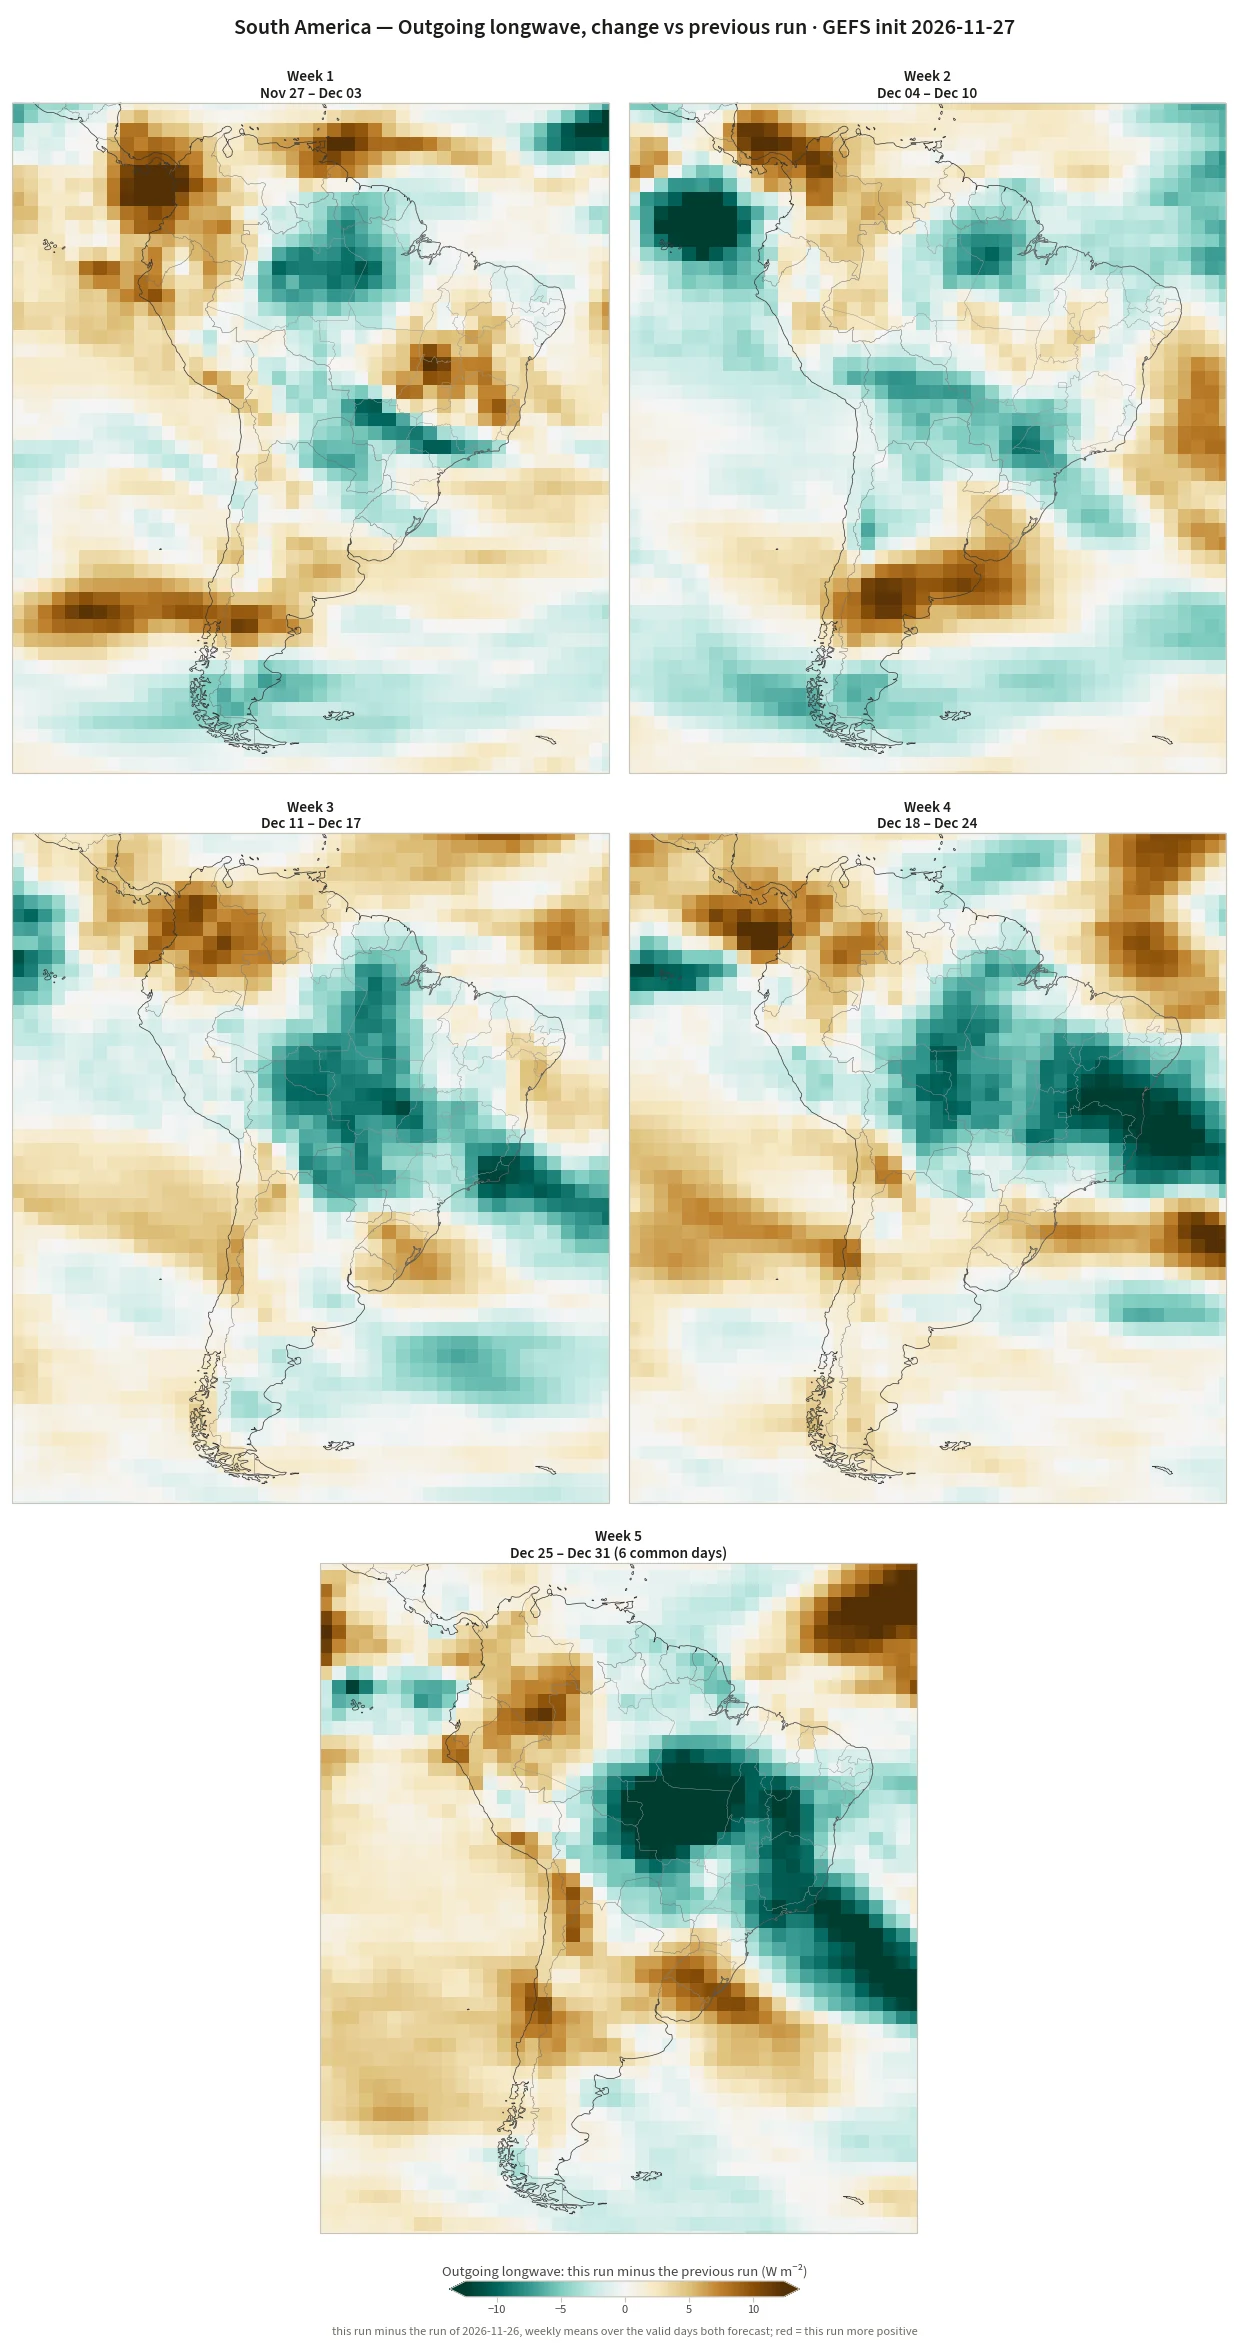 South America — Outgoing longwave, change vs previous run · GEFS init 2026-11-27
Week 1
Nov 27 – Dec 03
Week 2
Dec 04 – Dec 10
Week 3
Dec 11 – Dec 17
Week 4
Dec 18 – Dec 24
Week 5
Dec 25 – Dec 31 (6 common days)
Outgoing longwave: this run minus the previous run (W m⁻²)
−10 −5 0 5 10
this run minus the run of 2026-11-26, weekly means over the valid days both forecast; red = this run more positive